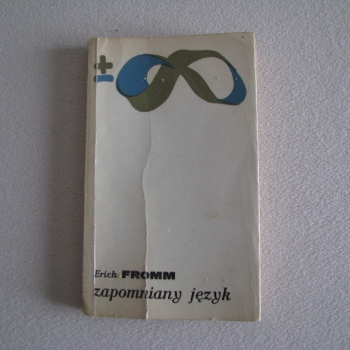 ±
Erich FROMM
zapomniany język